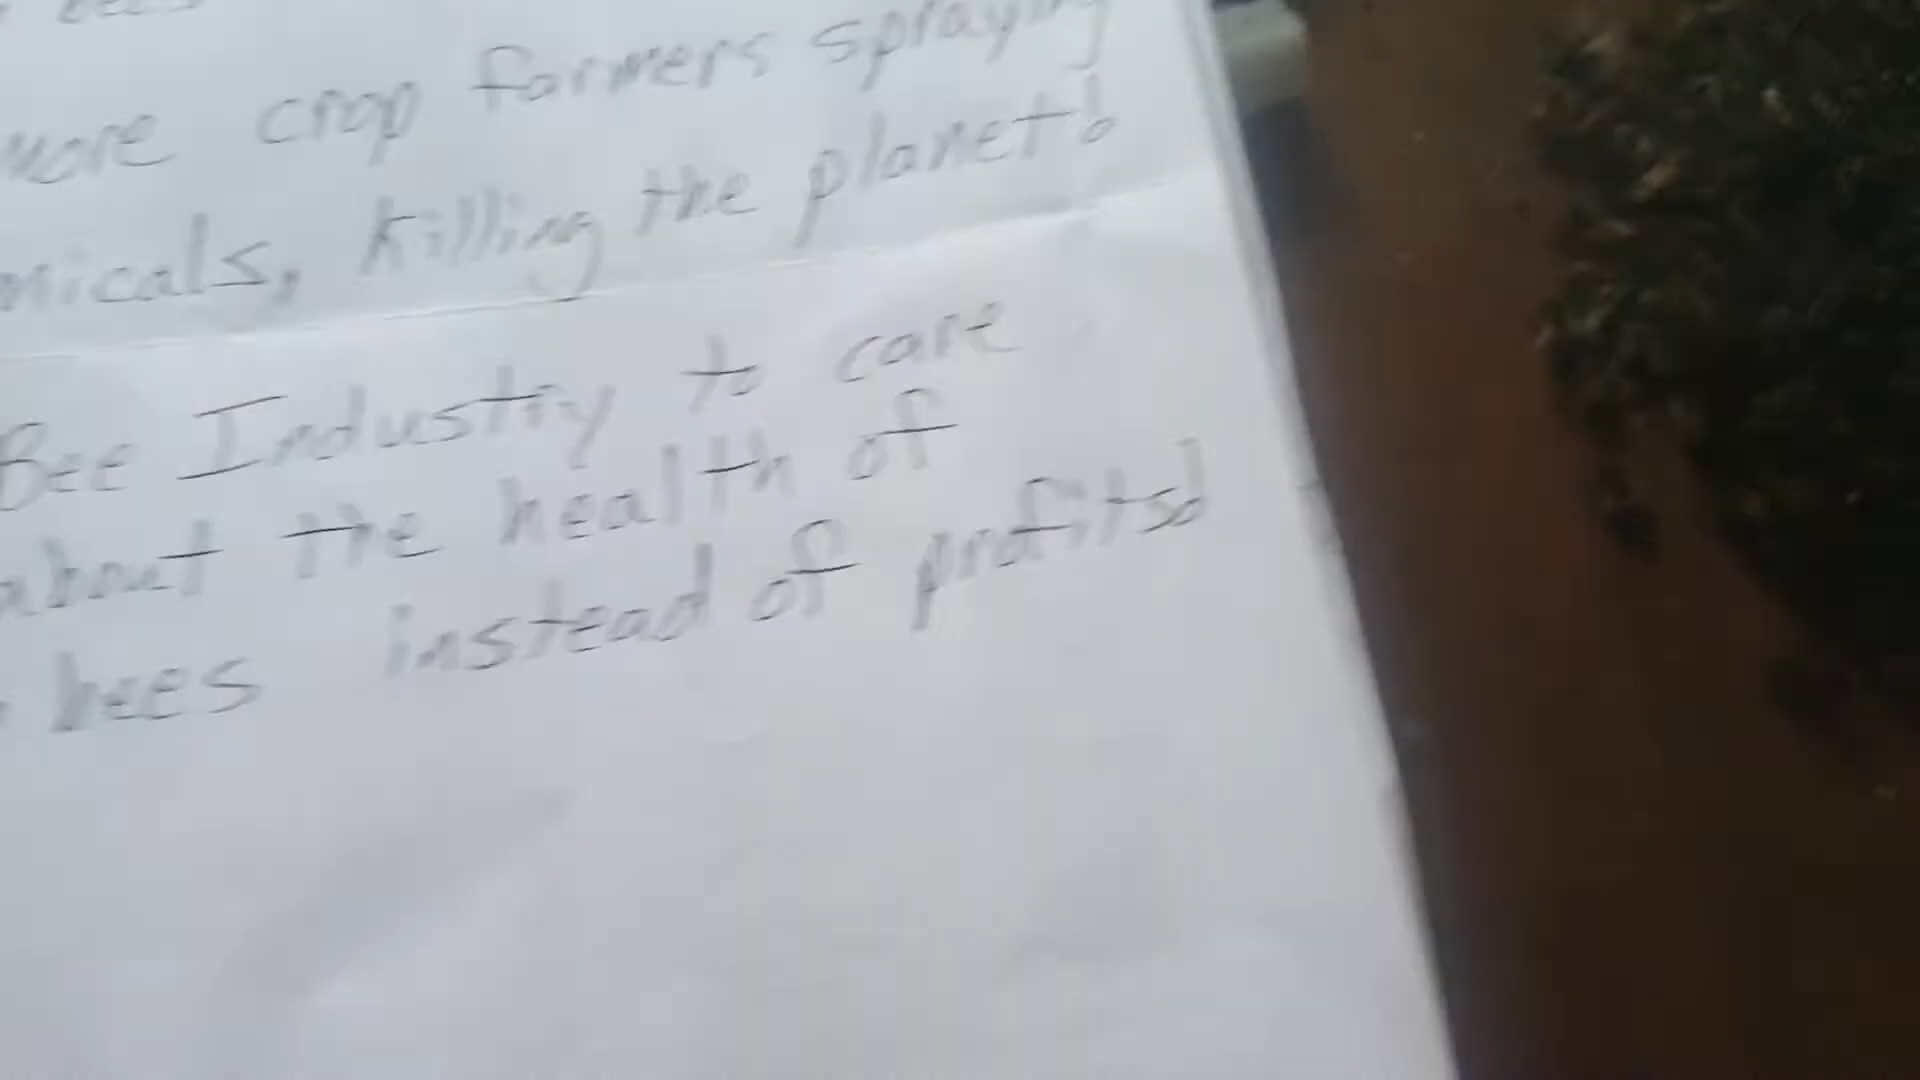 bees
more crop farmers spraying
micals, killing the planet!
Bee Industry to care
about the health of
bees instead of profits!